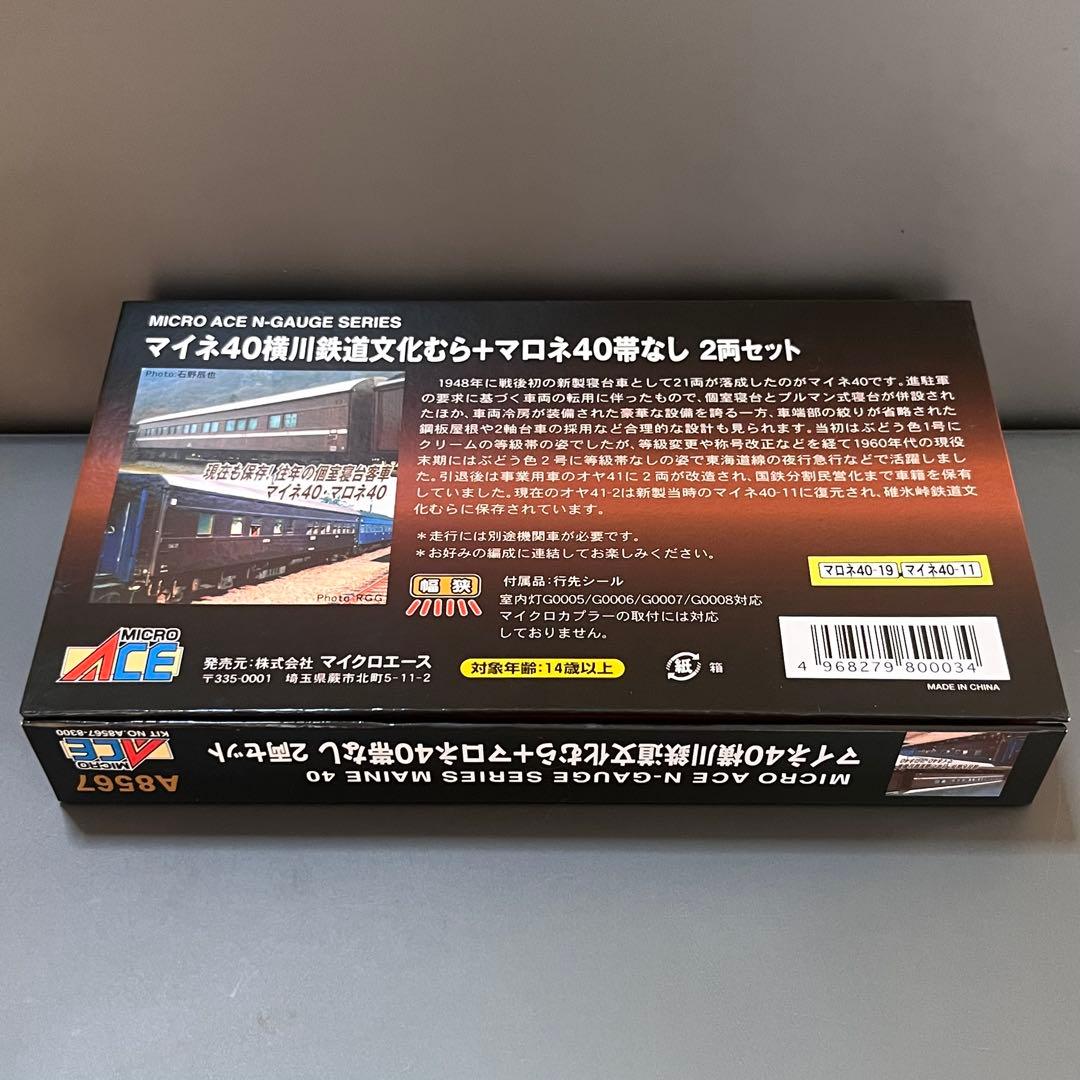 MICRO ACE N-GAUGE SERIES
マイネ40横川鉄道文化むら+マロネ40帯なし 2両セット
Photo:石野辰也
現在も保存!往年の個室寝台客車
マイネ40・マロネ40
Photo:RGG
1948年に戦後初の新製寝台車として21両が落成したのがマイネ40です。進駐軍
の要求に基づく車両の転用に伴ったもので、個室寝台とプルマン式寝台が併設され
たほか、車両冷房が装備された豪華な設備を誇る一方、車端部の絞りが省略された
鋼板屋根や2軸台車の採用など合理的な設計も見られます。当初はぶどう色1号に
クリームの等級帯の姿でしたが、等級変更や称号改正などを経て1960年代の現役
末期にはぶどう色2号に等級帯なしの姿で東海道線の夜行急行などで活躍しまし
た。引退後は事業用車のオヤ41に2両が改造され、国鉄分割民営化まで車籍を保有
していました。現在のオヤ41-2は新製当時のマイネ40-11に復元され、碓氷峠鉄道文
化むらに保存されています。
*走行には別途機関車が必要です。
*お好みの編成に連結してお楽しみください。
幅狭
付属品:行先シール
室内灯G0005/G0006/G0007/G0008対応
マイクロカプラーの取付には対応
しておりません。
マロネ40-19 マイネ40-11
MICRO ACE
発売元:株式会社 マイクロエース
〒335-0001 埼玉県蕨市北町5-11-2
対象年齢:14歳以上
紙 箱
4 968279 800034
MADE IN CHINA
MICRO ACE N-GAUGE SERIES MAINE 40
マイネ40横川鉄道文化むら+マロネ40帯なし 2両セット
A8567
MICRO ACE
KIT NO.A8567-8300